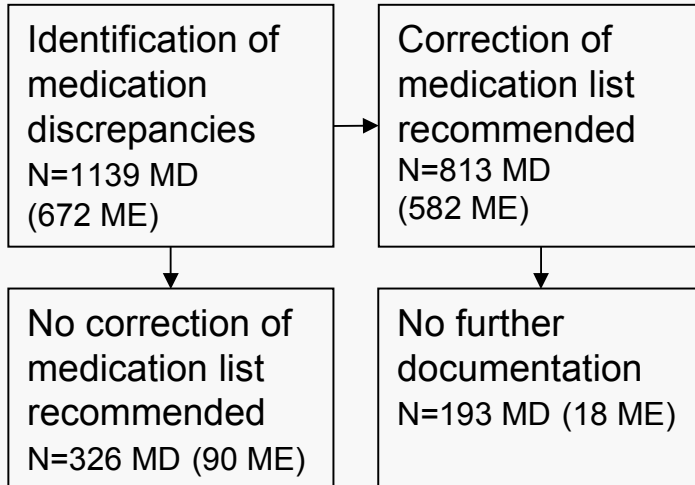 Identification of
medication
discrepancies
N=1139 MD
(672 ME)
Correction of
medication list
recommended
N=813 MD
(582 ME)
No correction of
medication list
recommended
N=326 MD (90 ME)
No further
documentation
N=193 MD (18 ME)